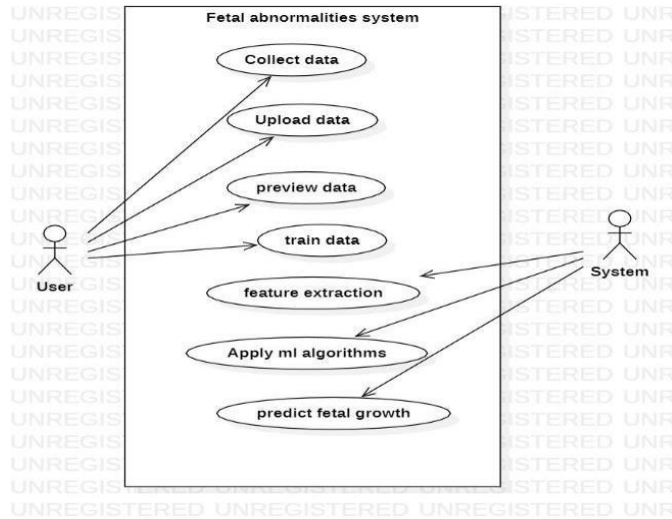 Fetal abnormalities system
Collect data
Upload data
preview data
train data
User
System
feature extraction
Apply ml algorithms
predict fetal growth
UNREGISTERED UNREGISTERED UNREGISTERED UNR